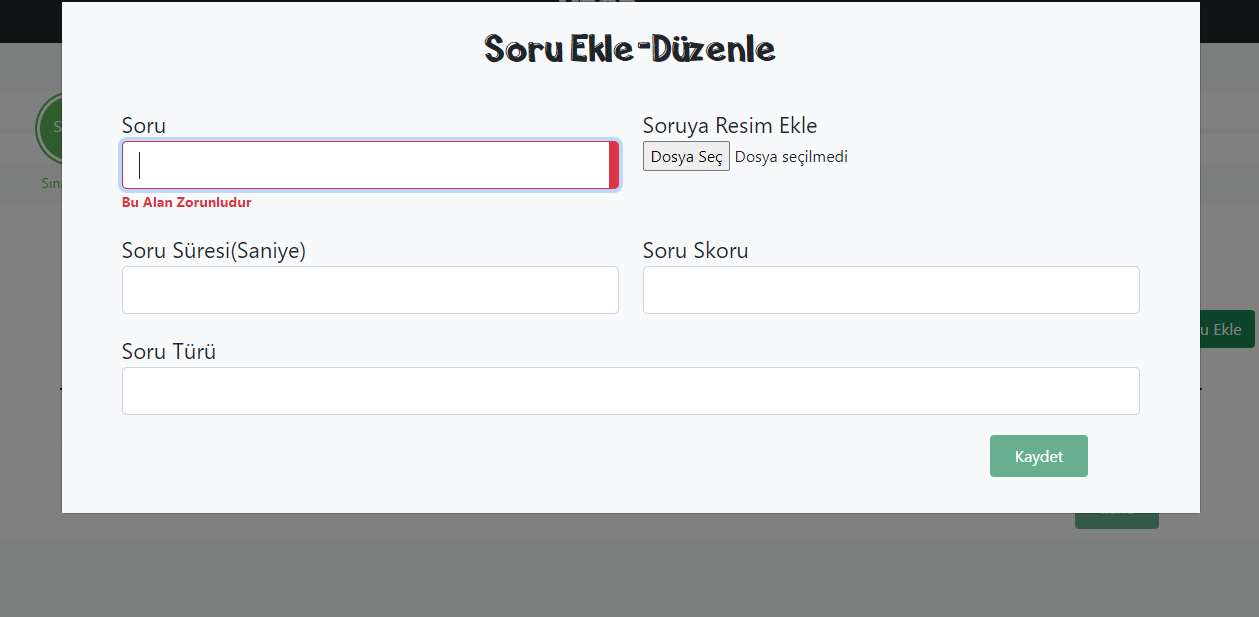 Soru Ekle-Düzenle
Soru
Soruya Resim Ekle
Dosya Seç Dosya seçilmedi
Bu Alan Zorunludur
Soru Süresi(Saniye)
Soru Skoru
Ekle
Soru Türü
Kaydet